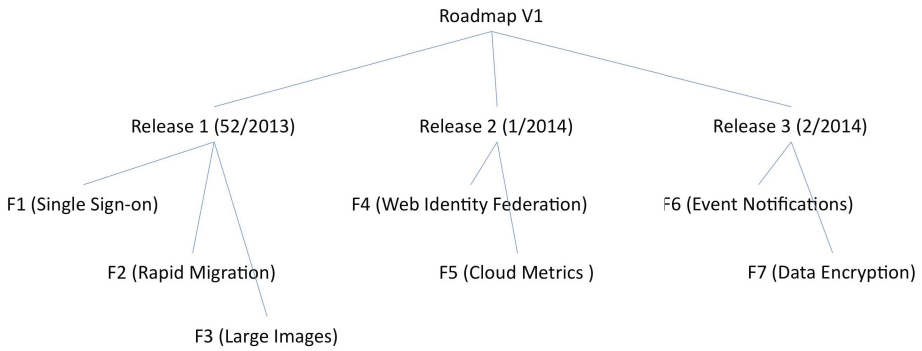 Roadmap V1
Release 1 (52/2013)
Release 2 (1/2014)
Release 3 (2/2014)
F1 (Single Sign-on)
F4 (Web Identity Federation)
F6 (Event Notifications)
F2 (Rapid Migration)
F5 (Cloud Metrics )
F7 (Data Encryption)
F3 (Large Images)